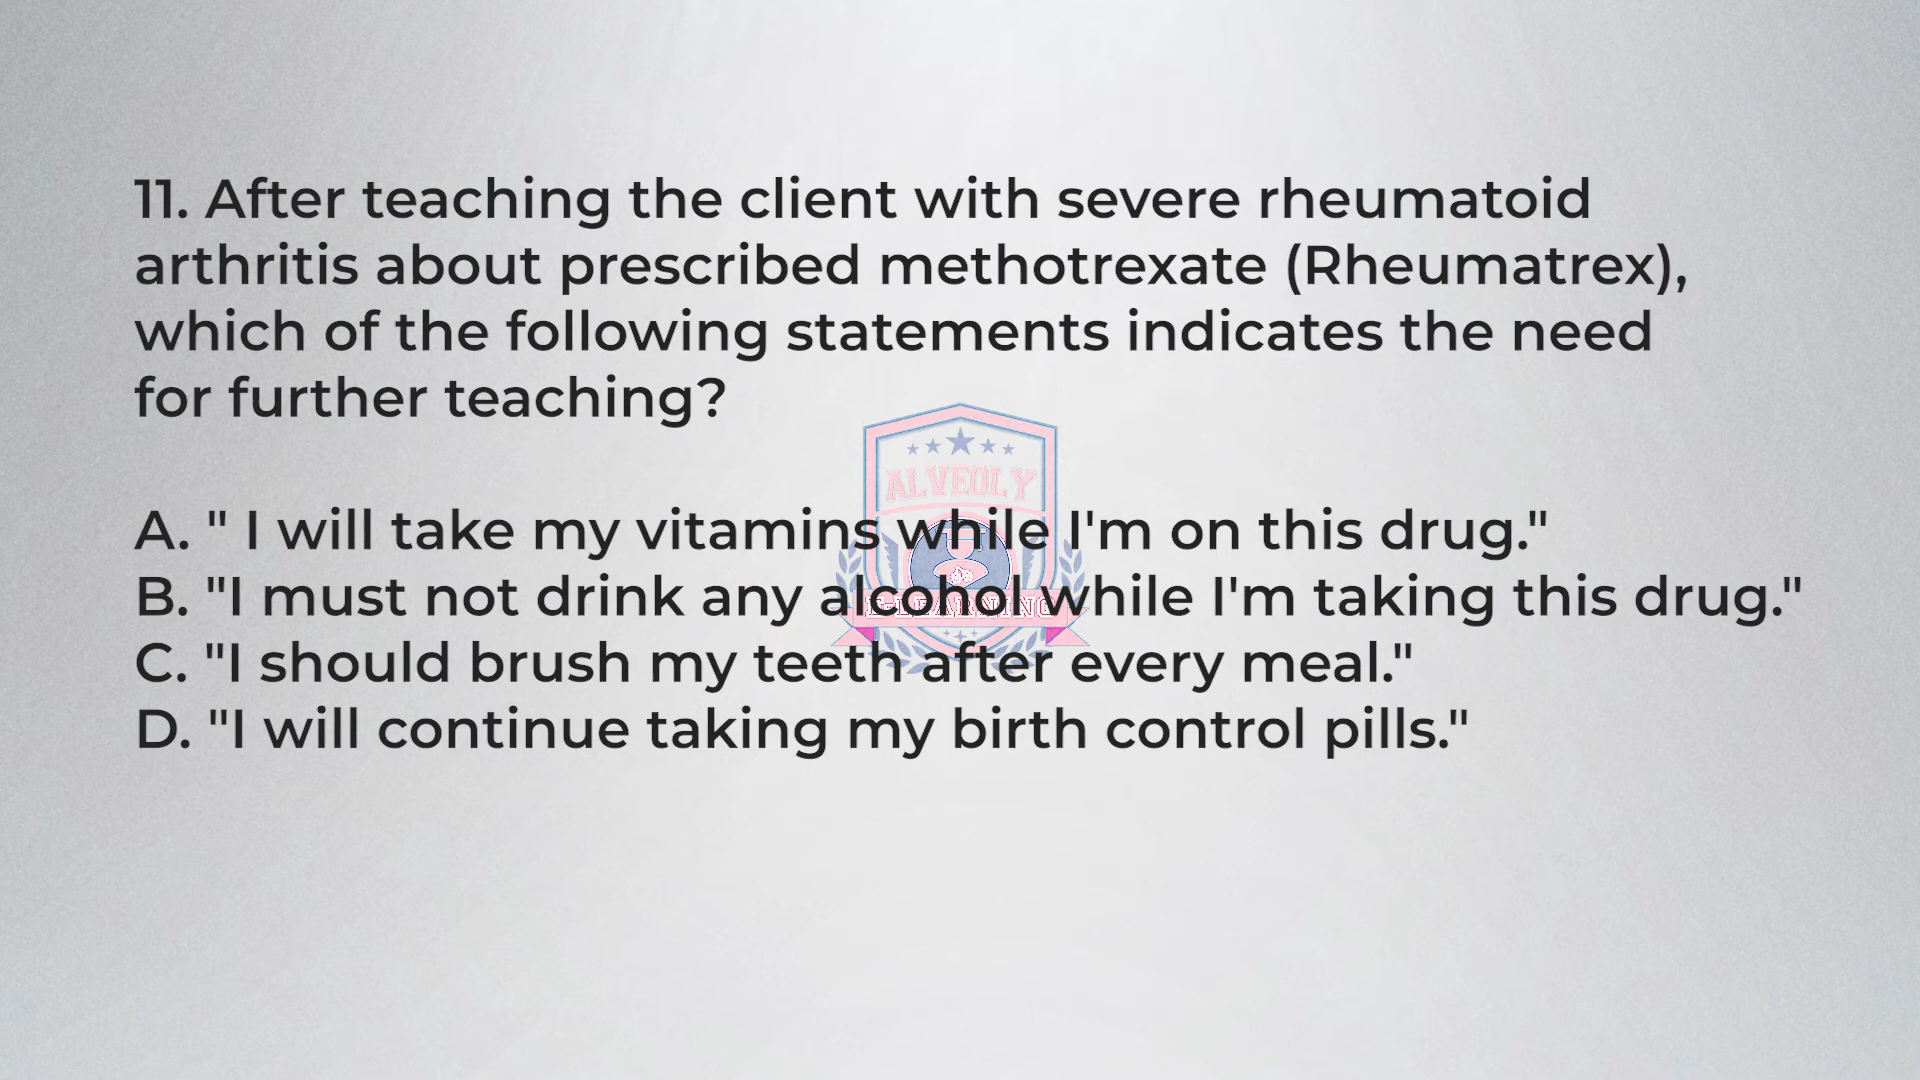 11. After teaching the client with severe rheumatoid
arthritis about prescribed methotrexate (Rheumatrex),
which of the following statements indicates the need
for further teaching?
ALVEOLY
A. " I will take my vitamins while I'm on this drug."
B. "I must not drink any alcohol while I'm taking this drug."
E-LEARNING
C. "I should brush my teeth after every meal."
D. "I will continue taking my birth control pills."